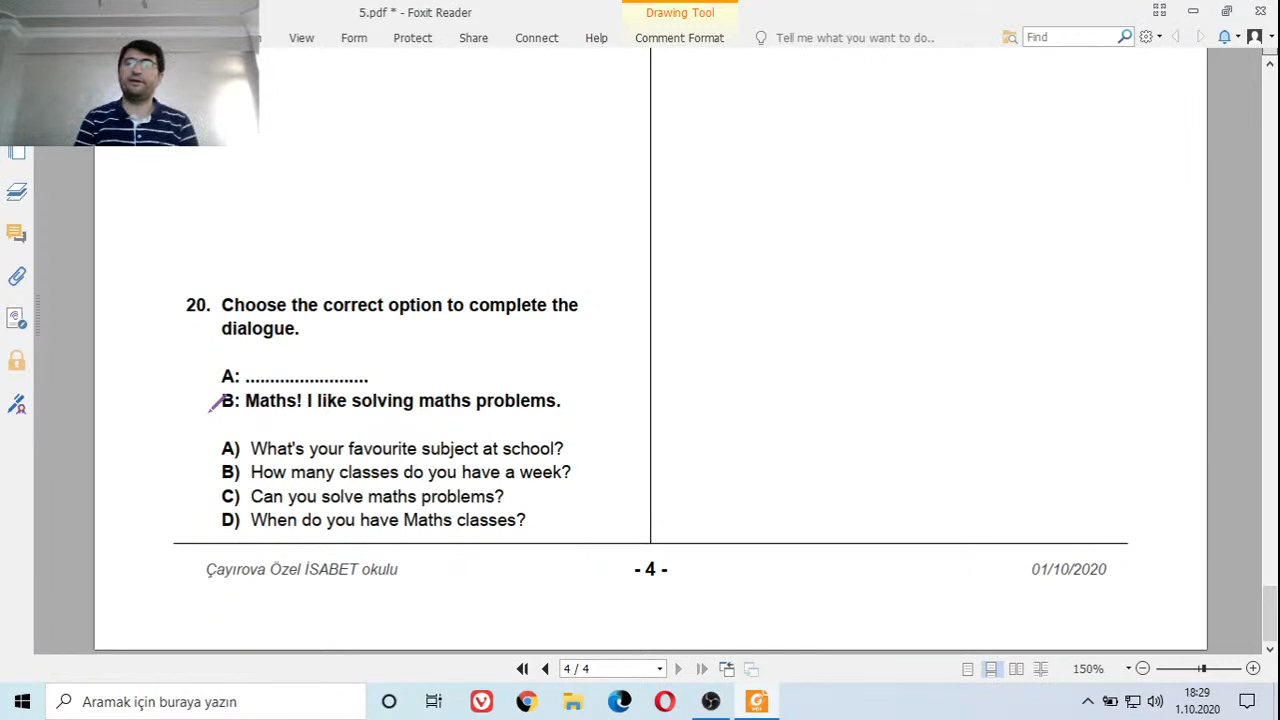 5.pdf * - Foxit Reader
Drawing Tool
View Form Protect Share Connect Help Comment Format Tell me what you want to do.. Find
20. Choose the correct option to complete the
dialogue.
A: .........................
B: Maths! I like solving maths problems.
A) What's your favourite subject at school?
B) How many classes do you have a week?
C) Can you solve maths problems?
D) When do you have Maths classes?
Çayırova Özel İSABET okulu
- 4 -
01/10/2020
4 / 4
150%
Aramak için buraya yazın
18:29
1.10.2020